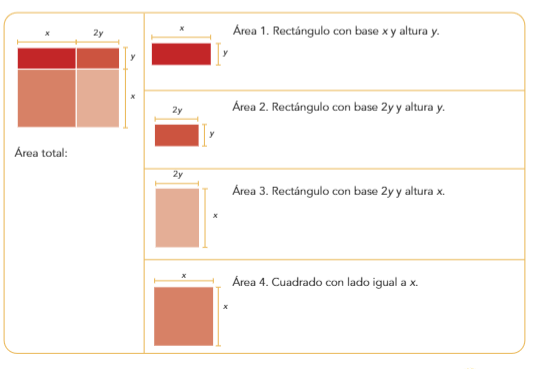 x 2y
y
x
Área total:
x
y
Área 1. Rectángulo con base x y altura y.
2y
y
Área 2. Rectángulo con base 2y y altura y.
2y
x
Área 3. Rectángulo con base 2y y altura x.
x
x
Área 4. Cuadrado con lado igual a x.